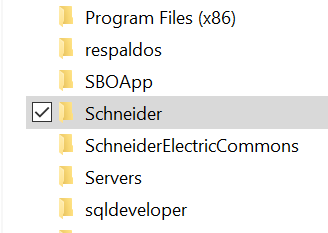 Program Files (x86)
respaldos
SBOApp
Schneider
SchneiderElectricCommons
Servers
sqldeveloper